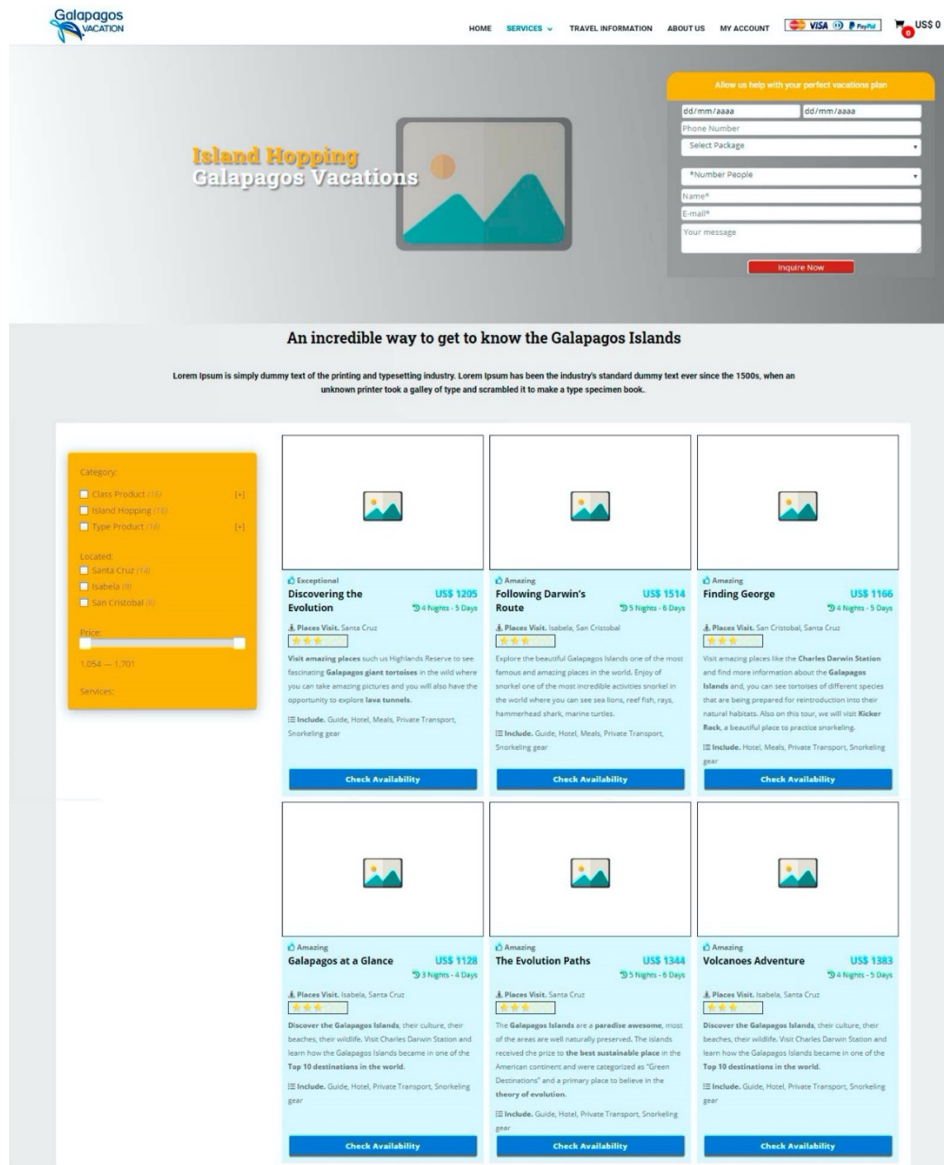 Galapagos
VACATION
HOME SERVICES TRAVEL INFORMATION ABOUT US MY ACCOUNT VISA PayPal US$ 0
0
Allow us help with your perfect vacations plan
dd/mm/aaaa dd/mm/aaaa
Phone Number
Select Package
*Number People
Name*
E-mail*
Your message
Inquire Now
Island Hopping
Galapagos Vacations
An incredible way to get to know the Galapagos Islands
Lorem Ipsum is simply dummy text of the printing and typesetting industry. Lorem Ipsum has been the industry's standard dummy text ever since the 1500s, when an
unknown printer took a galley of type and scrambled it to make a type specimen book.
Category:
Class Product (18) [+]
Island Hopping (18)
Type Product (18) [+]
Located:
Santa Cruz (14)
Isabela (9)
San Cristobal (6)
Price:
1,054 — 1,701
Services:
Exceptional
Discovering the US$ 1205
Evolution 4 Nights - 5 Days
Places Visit. Santa Cruz
Visit amazing places such us Highlands Reserve to see
fascinating Galapagos giant tortoises in the wild where
you can take amazing pictures and you will also have the
opportunity to explore lava tunnels.
Include. Guide, Hotel, Meals, Private Transport,
Snorkeling gear
Check Availability
Amazing
Following Darwin's US$ 1514
Route 5 Nights - 6 Days
Places Visit. Isabela, San Cristobal
Explore the beautiful Galapagos Islands one of the most
famous and amazing places in the world. Enjoy of
snorkel one of the most incredible activities snorkel in
the world where you can see sea lions, reef fish, rays,
hammerhead shark, marine turtles.
Include. Guide, Hotel, Meals, Private Transport,
Snorkeling gear
Check Availability
Amazing
Finding George US$ 1166
4 Nights - 5 Days
Places Visit. San Cristobal, Santa Cruz
Visit amazing places like the Charles Darwin Station
and find more information about the Galapagos
Islands and, you can see tortoises of different species
that are being prepared for reintroduction into their
natural habitats. Also on this tour, we will visit Kicker
Rock, a beautiful place to practice snorkeling.
Include. Hotel, Meals, Private Transport, Snorkeling
gear
Check Availability
Amazing
Galapagos at a Glance US$ 1128
3 Nights - 4 Days
Places Visit. Isabela, Santa Cruz
Discover the Galapagos Islands, their culture, their
beaches, their wildlife. Visit Charles Darwin Station and
learn how the Galapagos Islands became in one of the
Top 10 destinations in the world.
Include. Guide, Hotel, Private Transport, Snorkeling
gear
Check Availability
Amazing
The Evolution Paths US$ 1344
5 Nights - 6 Days
Places Visit. Santa Cruz
The Galapagos Islands are a paradise awesome, most
of the areas are well naturally preserved. The islands
received the prize to the best sustainable place in the
American continent and were categorized as "Green
Destinations" and a primary place to believe in the
theory of evolution.
Include. Guide, Hotel, Private Transport, Snorkeling
gear
Check Availability
Amazing
Volcanoes Adventure US$ 1383
4 Nights - 5 Days
Places Visit. Isabela, Santa Cruz
Discover the Galapagos Islands, their culture, their
beaches, their wildlife. Visit Charles Darwin Station and
learn how the Galapagos Islands became in one of the
Top 10 destinations in the world.
Include. Guide, Hotel, Private Transport, Snorkeling
gear
Check Availability